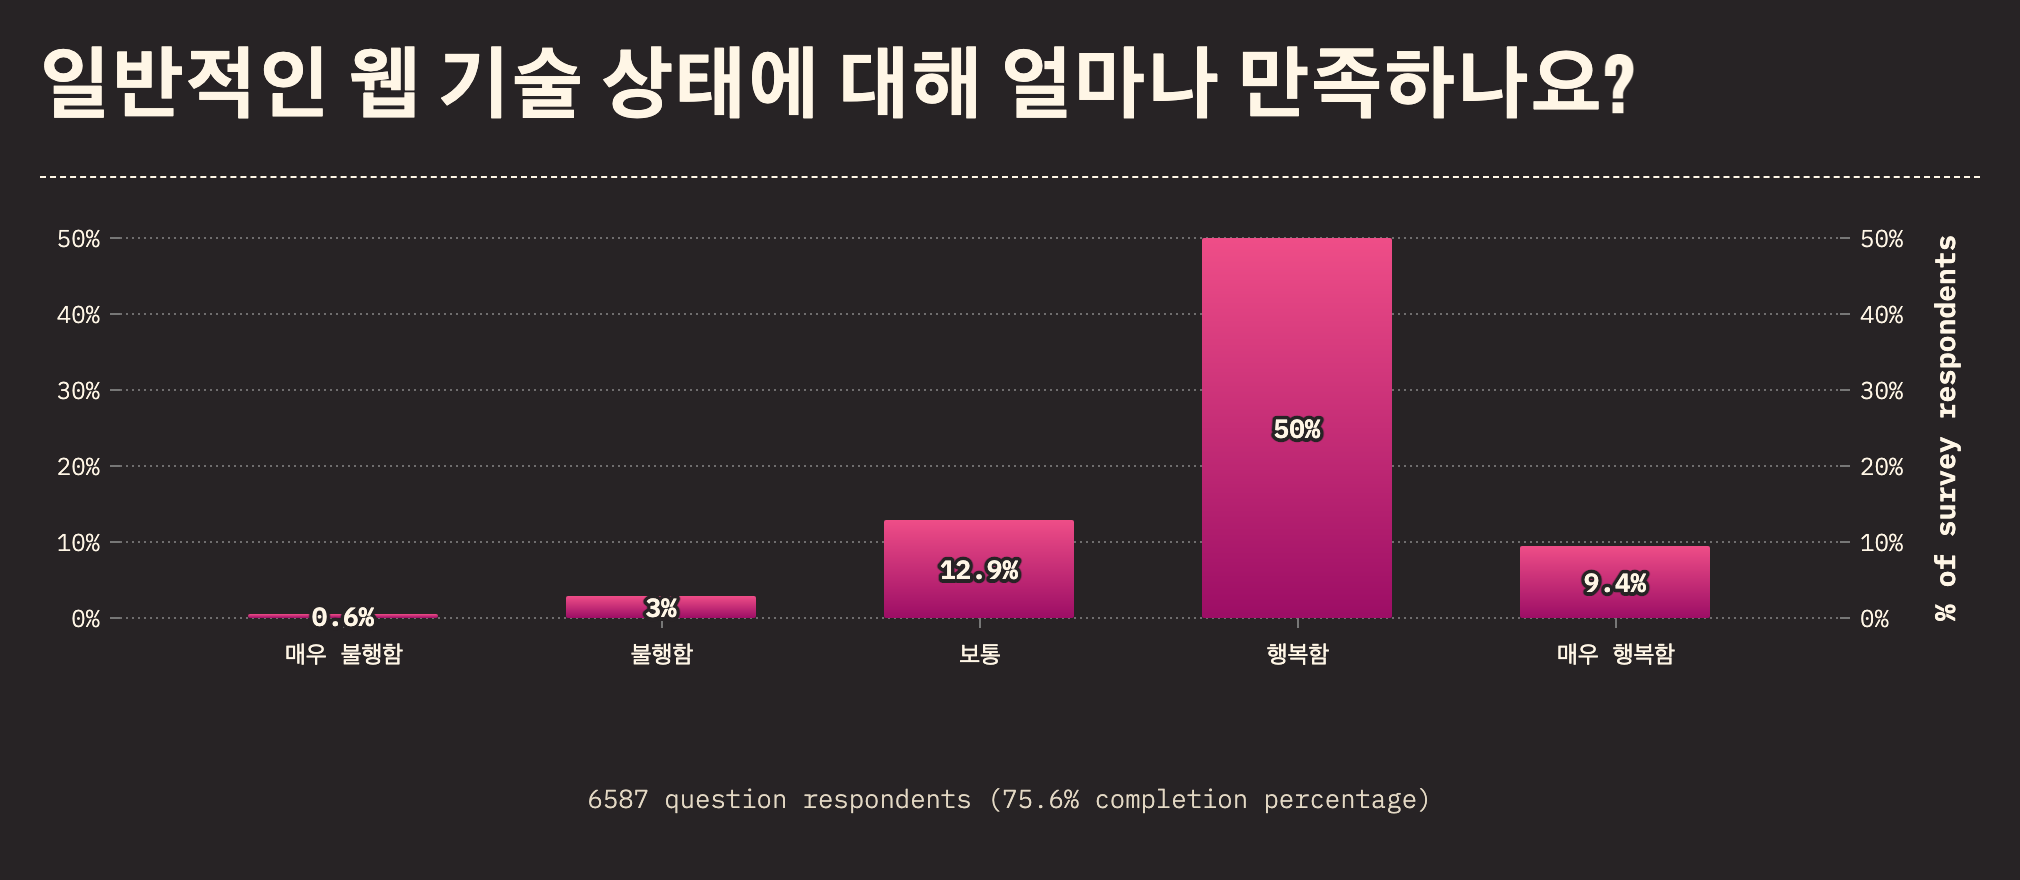 일반적인 웹 기술 상태에 대해 얼마나 만족하나요?
50%
40%
30%
20%
10%
0%
0.6%
3%
12.9%
50%
9.4%
매우 불행함
불행함
보통
행복함
매우 행복함
50%
40%
30%
20%
10%
0%
% of survey respondents
6587 question respondents (75.6% completion percentage)